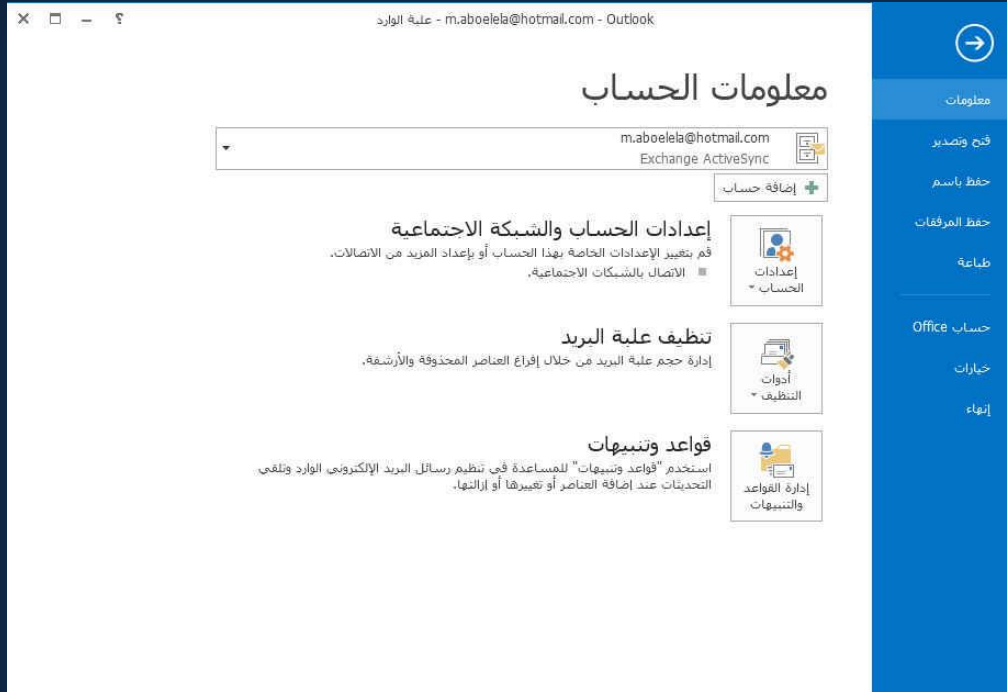 علبة الوارد - m.aboelela@hotmail.com - Outlook
معلومات
فتح وتصدير
حفظ باسم
حفظ المرفقات
طباعة
حساب Office
خيارات
إنهاء
معلومات الحساب
m.aboelela@hotmail.com
Exchange ActiveSync
إضافة حساب
إعدادات
الحساب
إعدادات الحساب والشبكة الاجتماعية
قم بتغيير الإعدادات الخاصة بهذا الحساب أو بإعداد المزيد من الاتصالات.
الاتصال بالشبكات الاجتماعية.
أدوات
التنظيف
تنظيف علبة البريد
إدارة حجم علبة البريد من خلال إفراغ العناصر المحذوفة والأرشفة.
إدارة القواعد
والتنبيهات
قواعد وتنبيهات
استخدم "قواعد وتنبيهات" للمساعدة في تنظيم رسائل البريد الإلكتروني الوارد وتلقي
التحديثات عند إضافة العناصر أو تغييرها أو إزالتها.